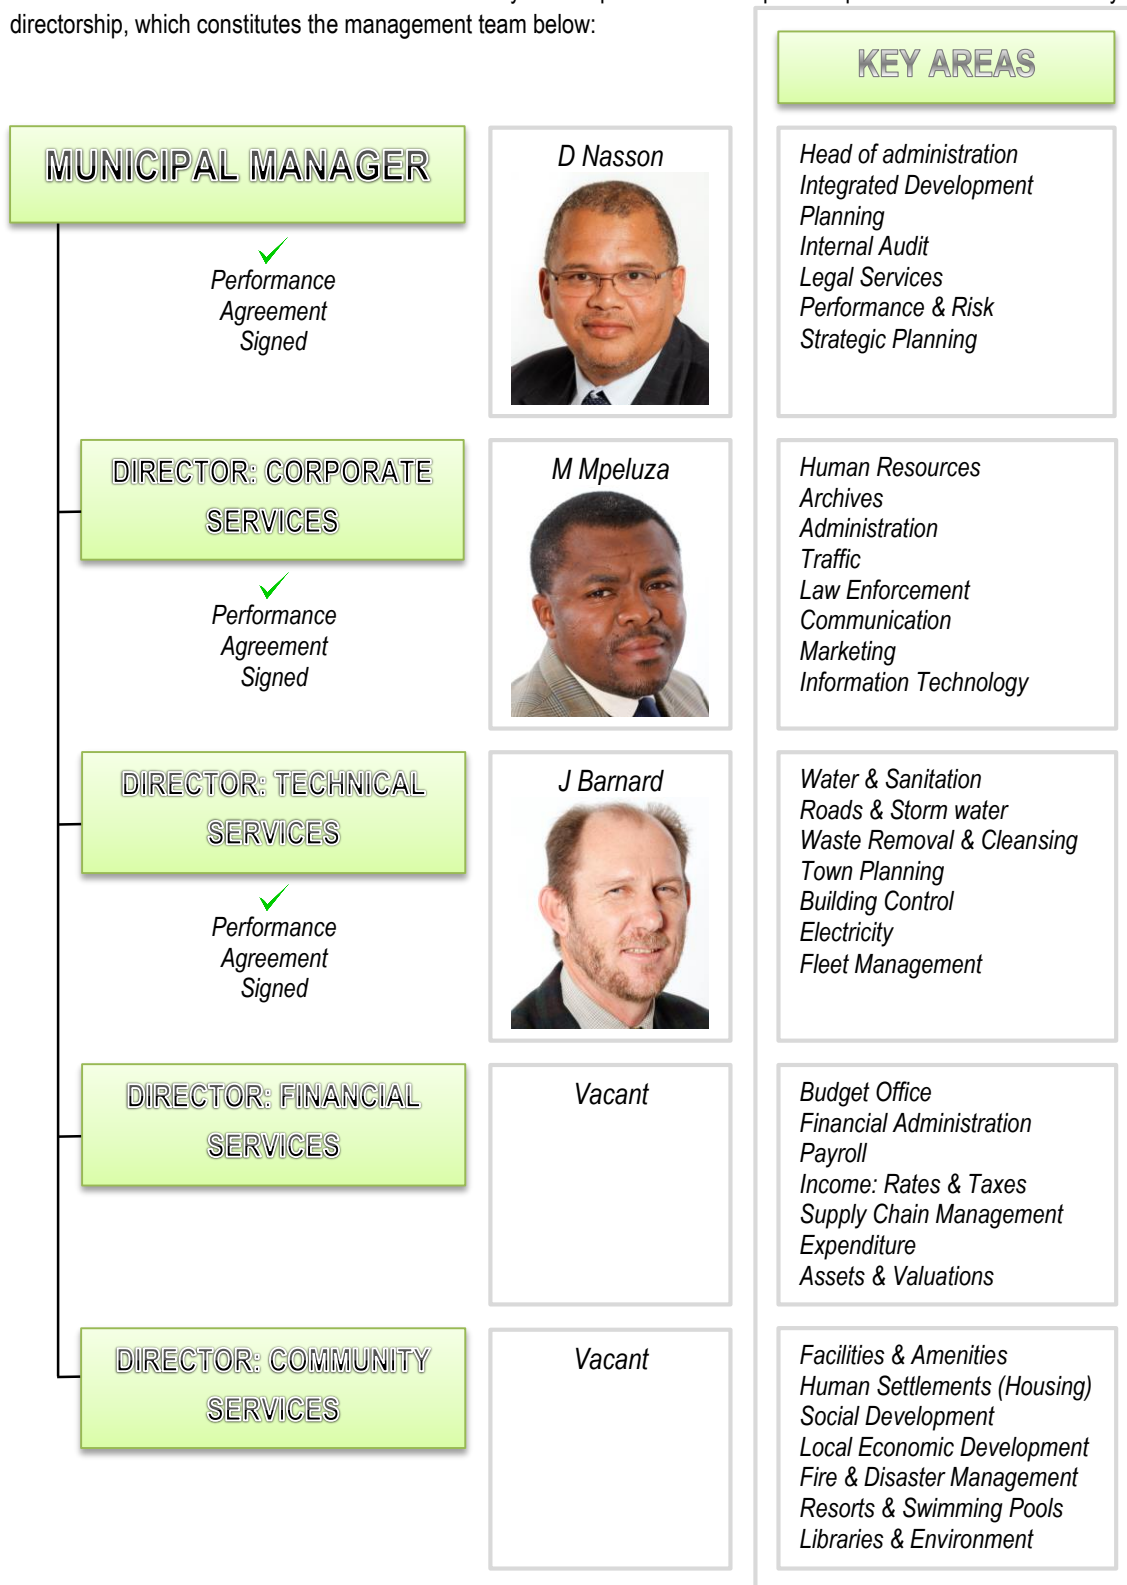 directorship, which constitutes the management team below:
KEY AREAS
MUNICIPAL MANAGER
Performance
Agreement
Signed
D Nasson
Head of administration
Integrated Development
Planning
Internal Audit
Legal Services
Performance & Risk
Strategic Planning
DIRECTOR: CORPORATE
SERVICES
Performance
Agreement
Signed
M Mpeluza
Human Resources
Archives
Administration
Traffic
Law Enforcement
Communication
Marketing
Information Technology
DIRECTOR: TECHNICAL
SERVICES
Performance
Agreement
Signed
J Barnard
Water & Sanitation
Roads & Storm water
Waste Removal & Cleansing
Town Planning
Building Control
Electricity
Fleet Management
DIRECTOR: FINANCIAL
SERVICES
Vacant
Budget Office
Financial Administration
Payroll
Income: Rates & Taxes
Supply Chain Management
Expenditure
Assets & Valuations
DIRECTOR: COMMUNITY
SERVICES
Vacant
Facilities & Amenities
Human Settlements (Housing)
Social Development
Local Economic Development
Fire & Disaster Management
Resorts & Swimming Pools
Libraries & Environment